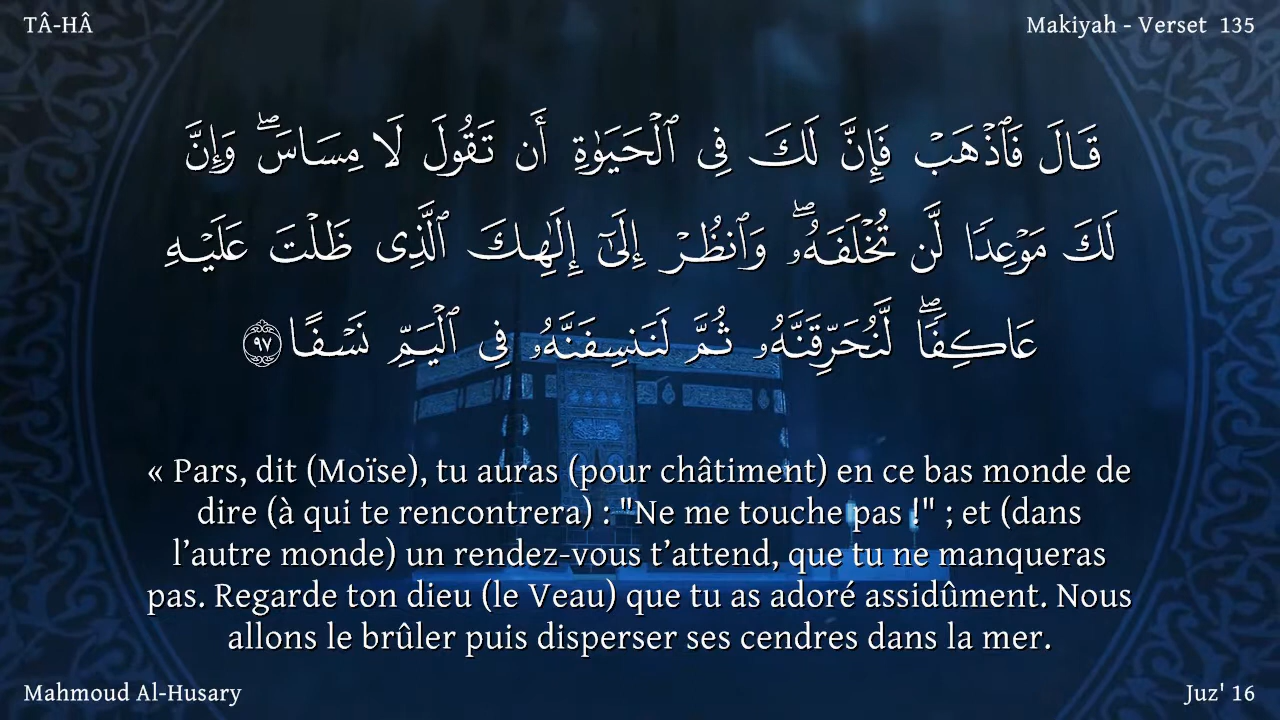 TÂ-HÂ
Makiyah - Verset 135
قَالَ فَٱذْهَبْ فَإِنَّ لَكَ فِى ٱلْحَيَوٰةِ أَن تَقُولَ لَا مِسَاسَ ۖ وَإِنَّ
لَكَ مَوْعِدًا لَّن تُخْلَفَهُۥ ۖ وَٱنظُرْ إِلَىٰٓ إِلَٰهِكَ ٱلَّذِى ظَلْتَ عَلَيْهِ
عَاكِفًا ۖ لَّنُحَرِّقَنَّهُۥ ثُمَّ لَنَنسِفَنَّهُۥ فِى ٱلْيَمِّ نَسْفًا ٩٧
« Pars, dit (Moïse), tu auras (pour châtiment) en ce bas monde de
dire (à qui te rencontrera) : "Ne me touche pas !" ; et (dans
l’autre monde) un rendez-vous t’attend, que tu ne manqueras
pas. Regarde ton dieu (le Veau) que tu as adoré assidûment. Nous
allons le brûler puis disperser ses cendres dans la mer.
Mahmoud Al-Husary
Juz' 16